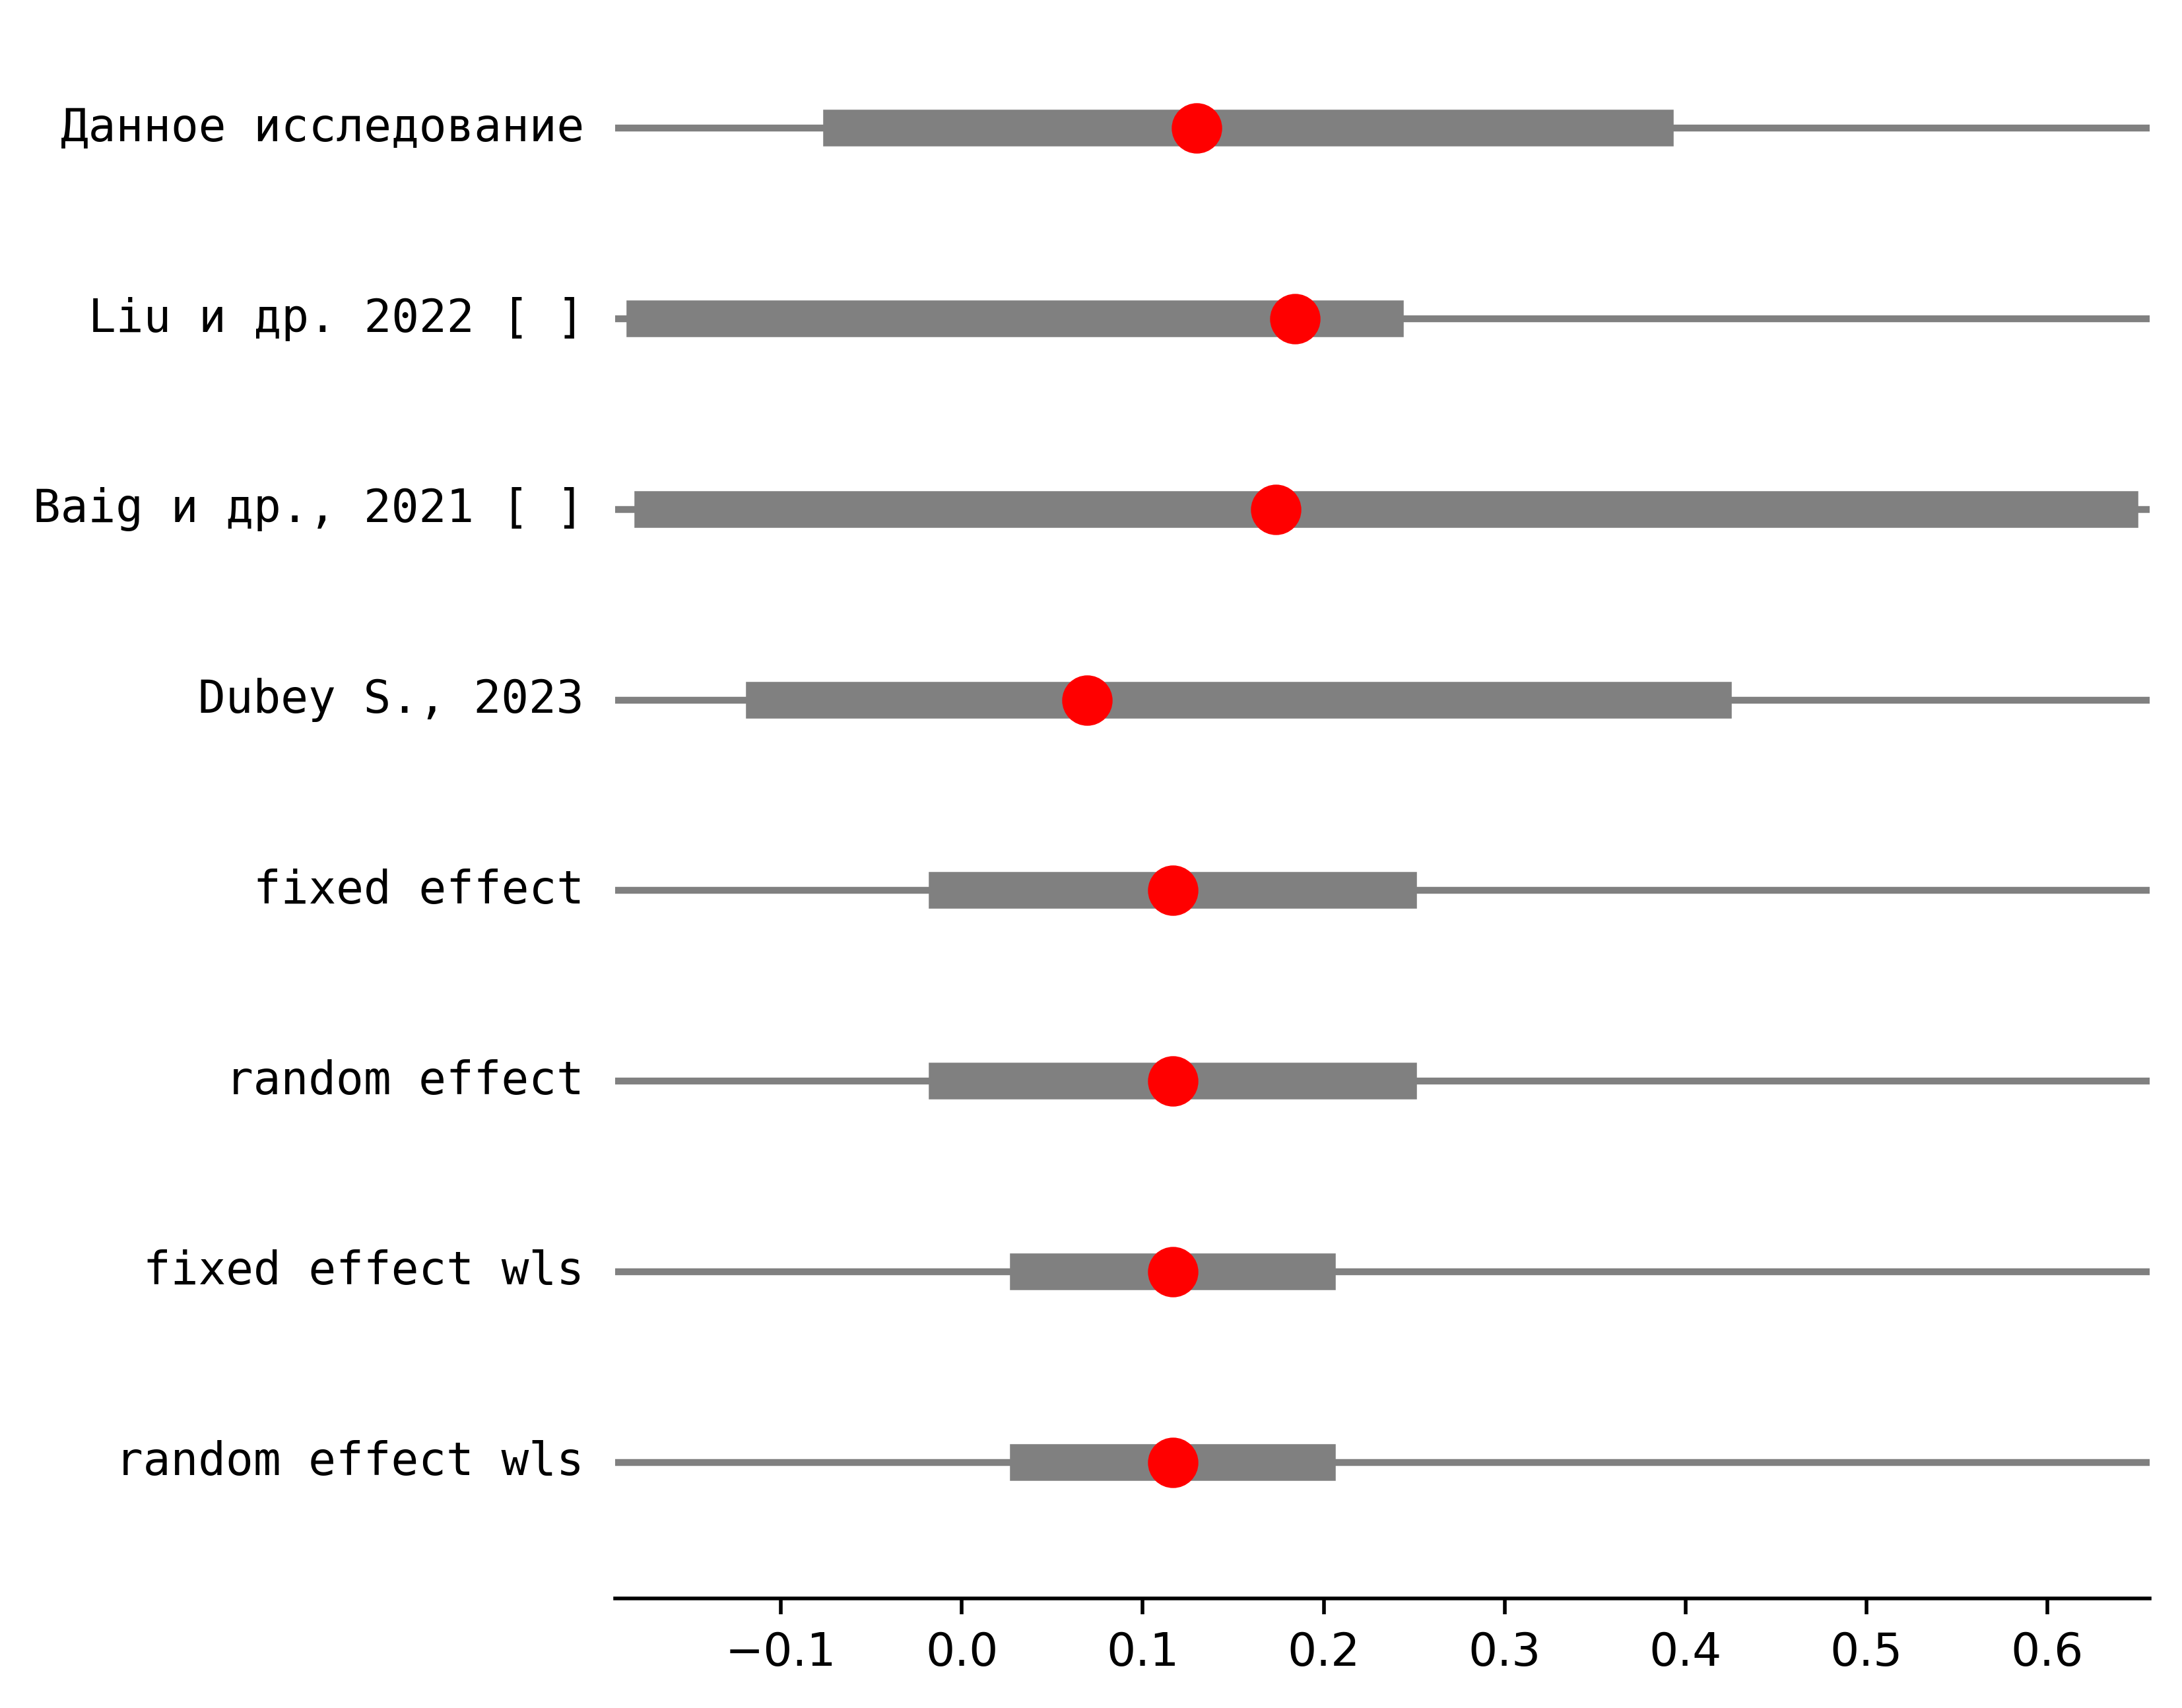 Данное исследование
Liu и др. 2022 [ ]
Baig и др., 2021 [ ]
Dubey S., 2023
fixed effect
random effect
fixed effect wls
random effect wls
−0.1 0.0 0.1 0.2 0.3 0.4 0.5 0.6